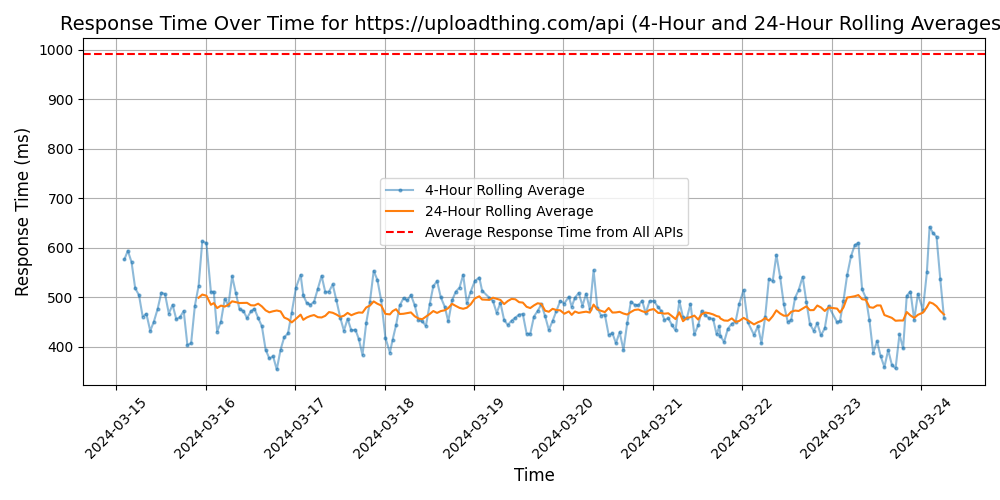 Response Time Over Time for https://uploadthing.com/api (4-Hour and 24-Hour Rolling Averages
Response Time (ms)
1000
900
800
700
600
500
400
4-Hour Rolling Average
24-Hour Rolling Average
Average Response Time from All APIs
2024-03-15
2024-03-16
2024-03-17
2024-03-18
2024-03-19
2024-03-20
2024-03-21
2024-03-22
2024-03-23
2024-03-24
Time